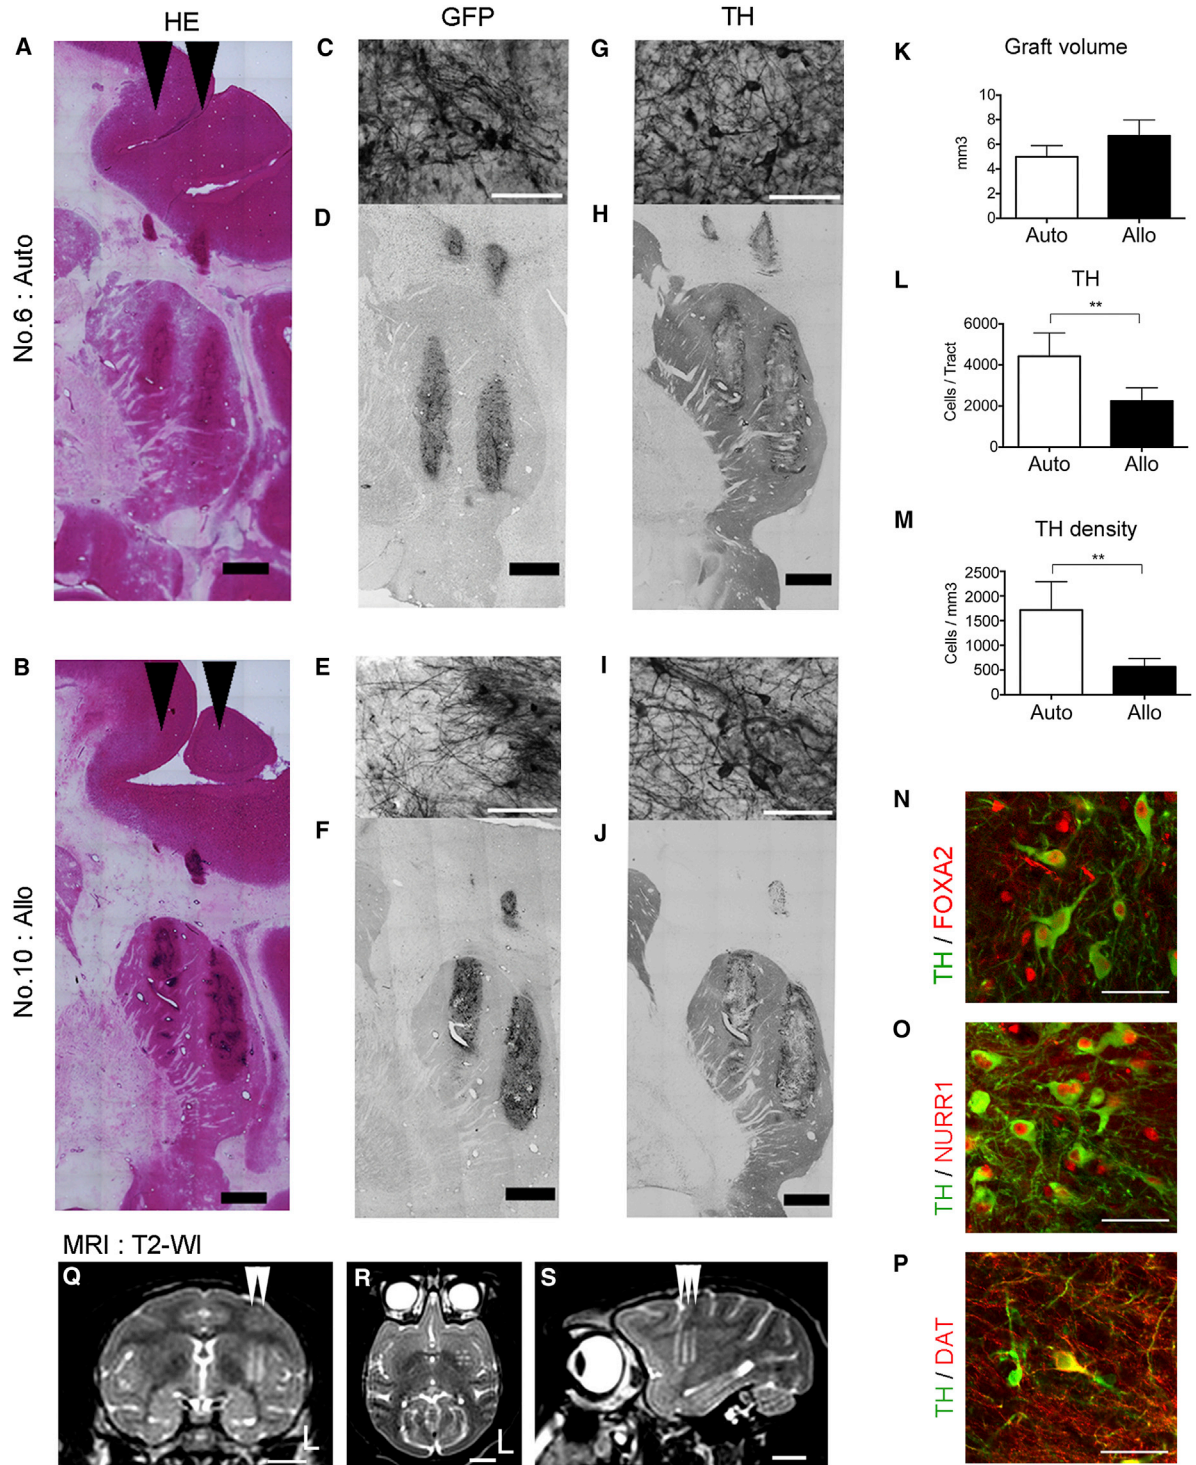 HE
GFP
TH
A
C
G
K
Graft volume
10
8
6
4
2
0
mm3
Auto
Allo
No.6 : Auto
D
H
L
TH
**
6000
4000
2000
0
Cells / Tract
Auto
Allo
M
TH density
**
2500
2000
1500
1000
500
0
Cells / mm3
Auto
Allo
B
E
I
No.10 : Allo
F
J
N
TH / FOXA2
O
TH / NURR1
P
TH / DAT
MRI : T2-WI
Q
L
R
L
S